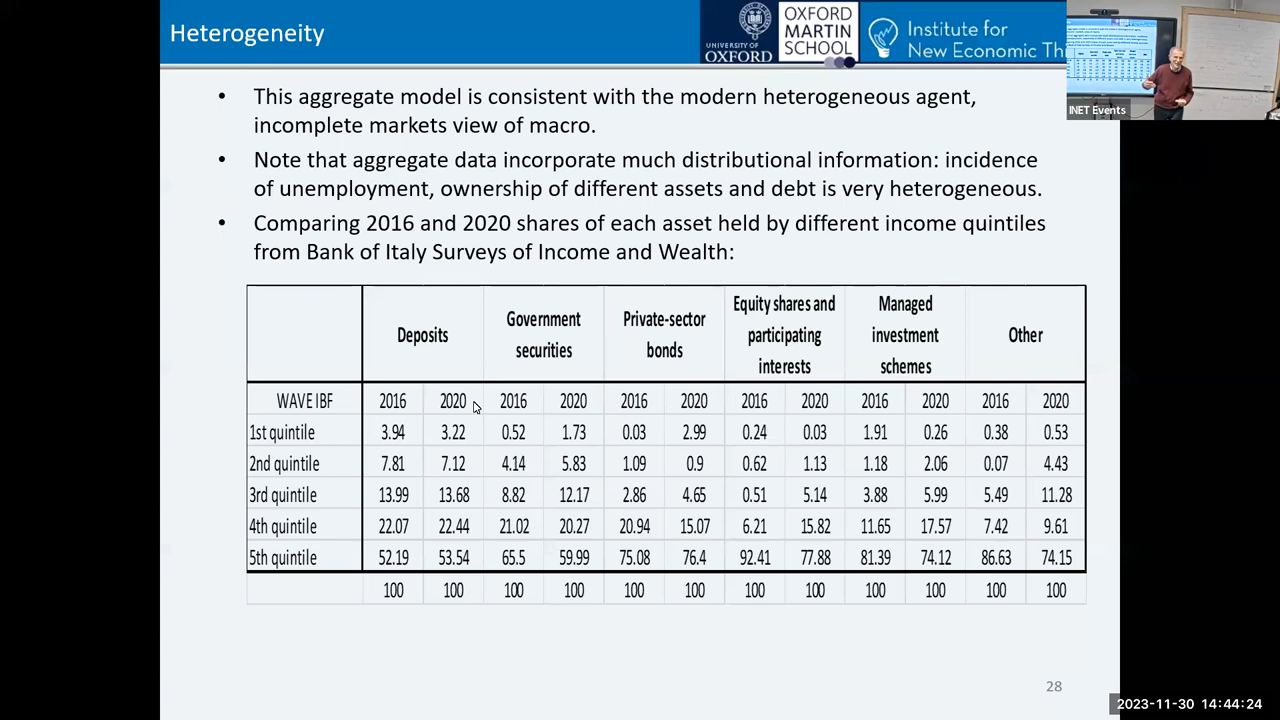 Heterogeneity
UNIVERSITY OF
OXFORD
OXFORD
MARTIN
SCHOOL
Institute for
New Economic Th
INET Events
• This aggregate model is consistent with the modern heterogeneous agent,
incomplete markets view of macro.
• Note that aggregate data incorporate much distributional information: incidence
of unemployment, ownership of different assets and debt is very heterogeneous.
• Comparing 2016 and 2020 shares of each asset held by different income quintiles
from Bank of Italy Surveys of Income and Wealth:
Deposits
Government
securities
Private-sector
bonds
Equity shares and
participating
interests
Managed
investment
schemes
Other
WAVE IBF 2016 2020 2016 2020 2016 2020 2016 2020 2016 2020 2016 2020
1st quintile 3.94 3.22 0.52 1.73 0.03 2.99 0.24 0.03 1.91 0.26 0.38 0.53
2nd quintile 7.81 7.12 4.14 5.83 1.09 0.9 0.62 1.13 1.18 2.06 0.07 4.43
3rd quintile 13.99 13.68 8.82 12.17 2.86 4.65 0.51 5.14 3.88 5.99 5.49 11.28
4th quintile 22.07 22.44 21.02 20.27 20.94 15.07 6.21 15.82 11.65 17.57 7.42 9.61
5th quintile 52.19 53.54 65.5 59.99 75.08 76.4 92.41 77.88 81.39 74.12 86.63 74.15
100 100 100 100 100 100 100 100 100 100 100 100
28
2023-11-30 14:44:24